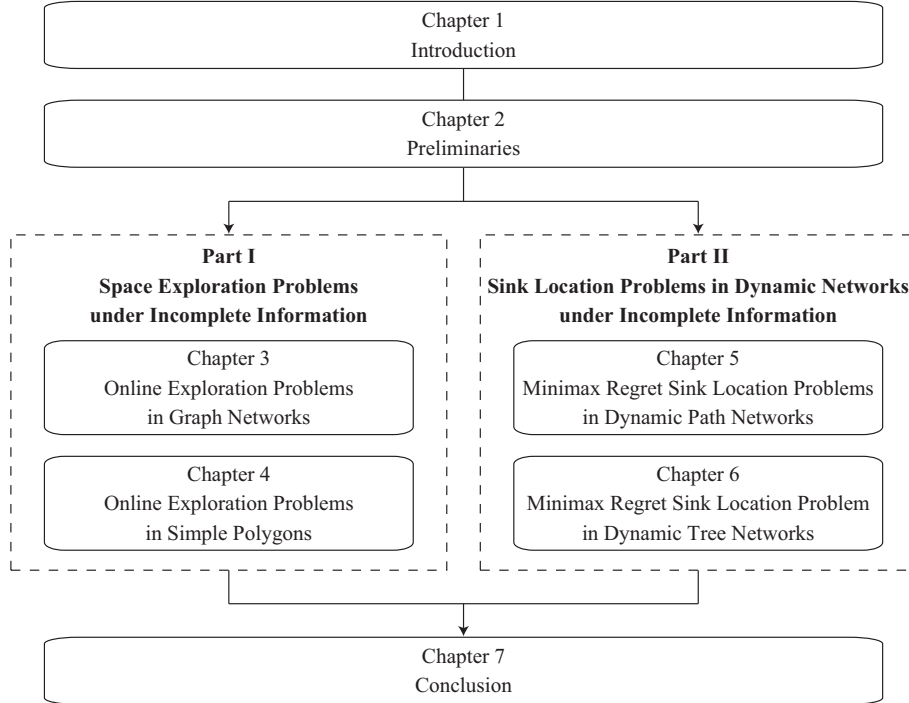 Chapter 1
Introduction
Chapter 2
Preliminaries
Part I
Space Exploration Problems
under Incomplete Information
Chapter 3
Online Exploration Problems
in Graph Networks
Chapter 4
Online Exploration Problems
in Simple Polygons
Part II
Sink Location Problems in Dynamic Networks
under Incomplete Information
Chapter 5
Minimax Regret Sink Location Problems
in Dynamic Path Networks
Chapter 6
Minimax Regret Sink Location Problem
in Dynamic Tree Networks
Chapter 7
Conclusion